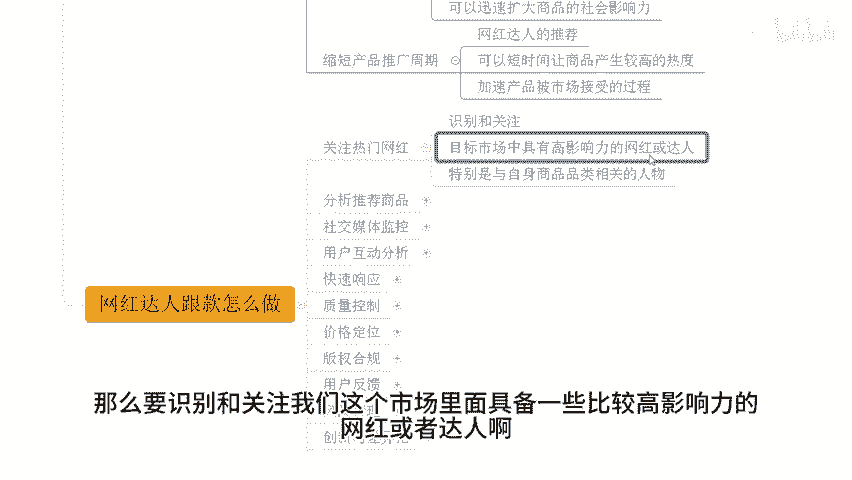 可以迅速扩大商品的社会影响力
网红达人的推荐
缩短产品推广周期
可以短时间让商品产生较高的热度
加速产品被市场接受的过程
识别和关注
关注热门网红
目标市场中具有高影响力的网红或达人
特别是与自身商品品类相关的人物
分析推荐商品
社交媒体监控
用户互动分析
快速响应
网红达人跟款怎么做
质量控制
价格定位
版权合规
用户反馈
那么要识别和关注我们这个市场里面具备一些比较高影响力的
网红或者达人啊